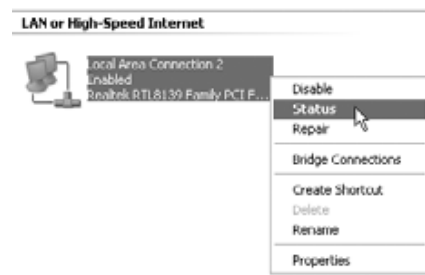 LAN or High-Speed Internet
Local Area Connection 2
Enabled
Realtek RTL8139 Family PCI F...
Disable
Status
Repair
Bridge Connections
Create Shortcut
Delete
Rename
Properties